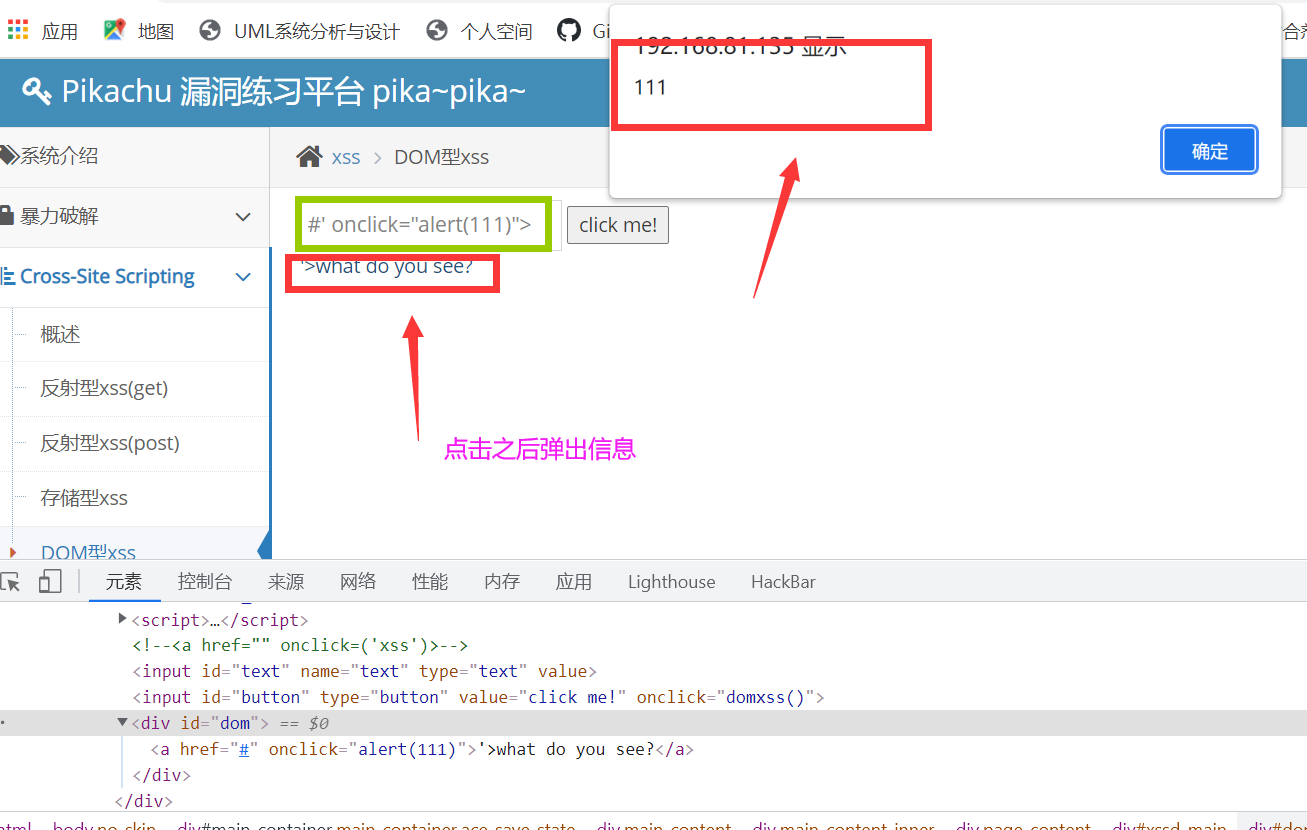 应用 地图 UML系统分析与设计 个人空间
192.168.81.135 显示
111
确定
Pikachu 漏洞练习平台 pika~pika~
系统介绍
xss > DOM型xss
暴力破解
#' onclick="alert(111)">
click me!
'>what do you see?
Cross-Site Scripting
概述
反射型xss(get)
反射型xss(post)
点击之后弹出信息
存储型xss
DOM型xss
元素 控制台 来源 网络 性能 内存 应用 Lighthouse HackBar
<script>…</script>
<!--<a href="" onclick=('xss')>-->
<input id="text" name="text" type="text" value>
<input id="button" type="button" value="click me!" onclick="domxss()">
<div id="dom"> == $0
<a href="#" onclick="alert(111)">'>what do you see?</a>
</div>
</div>
body.no-skin div#main-container.main-container.ace-save-state div.main-content div.main-content-inner div.page-content div#xssd_main